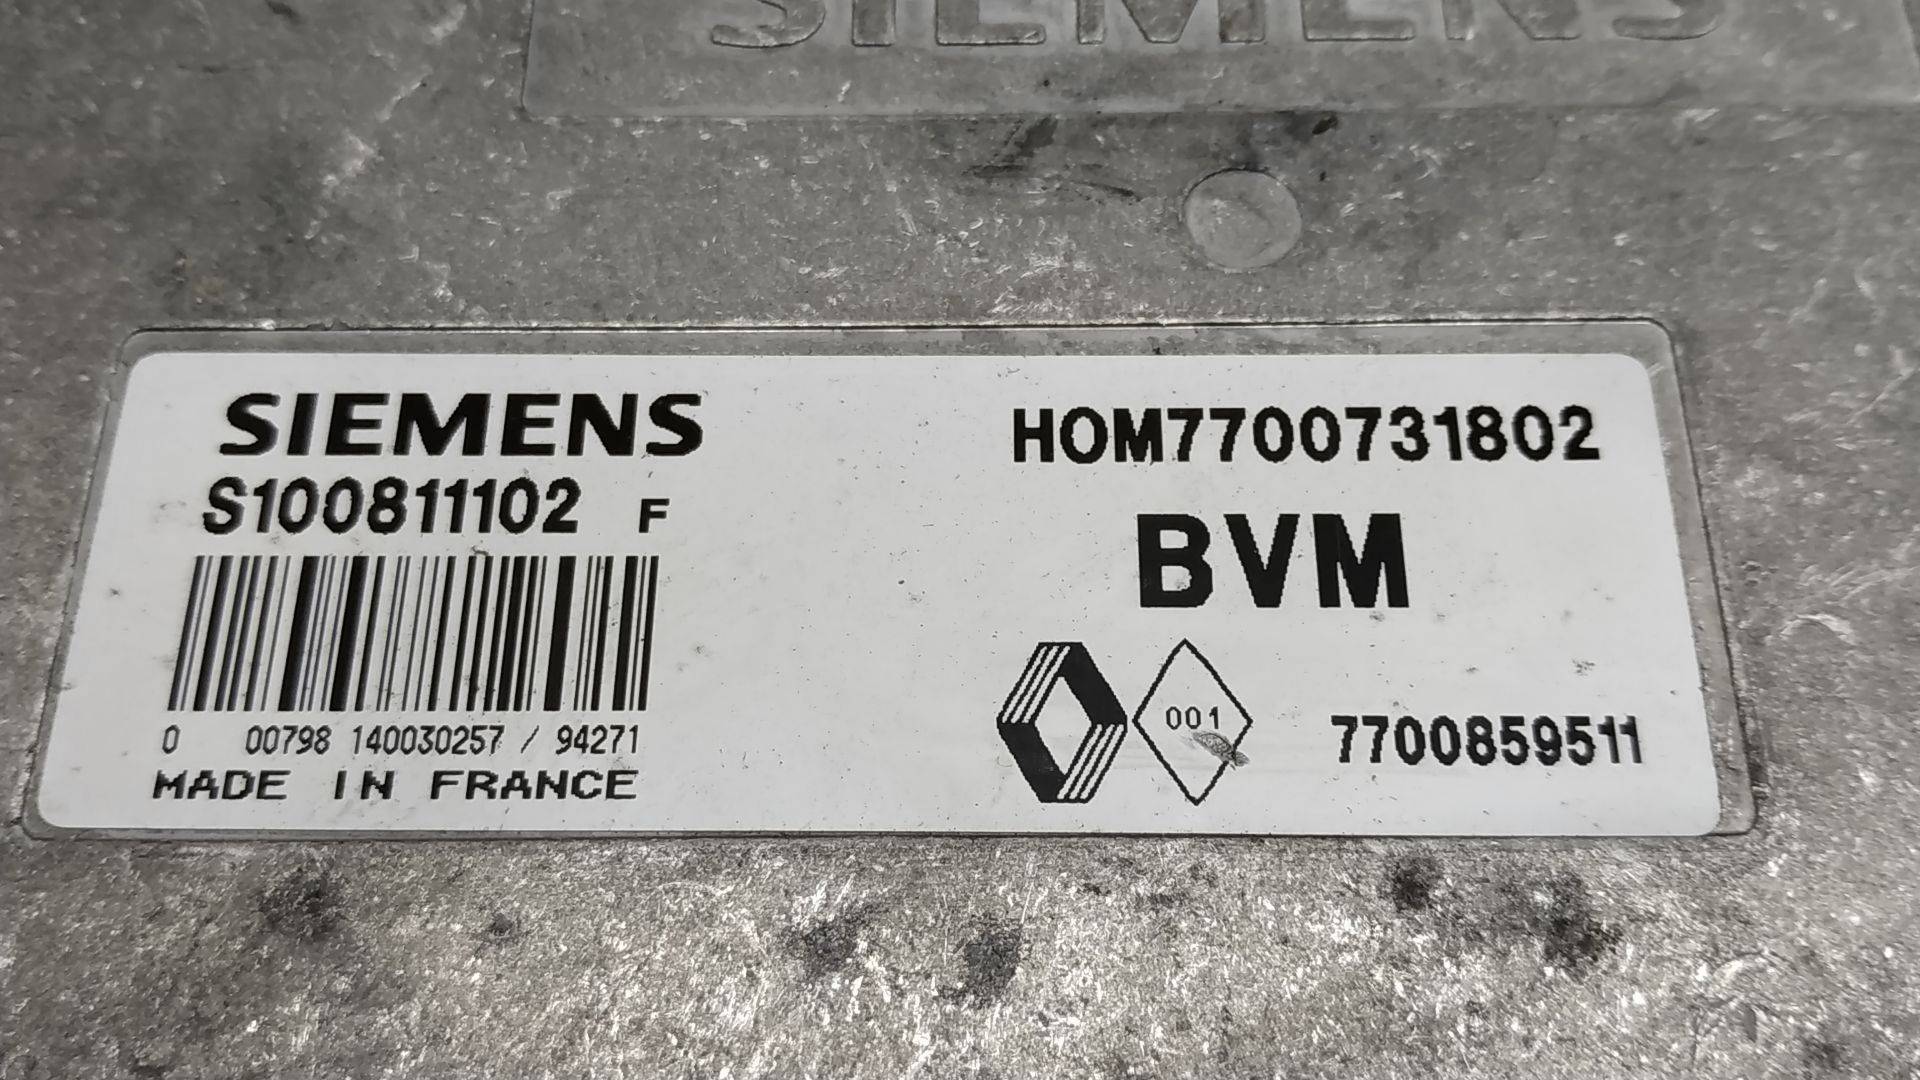 SIEMENS
SIEMENS
S100811102 F
0 00798 140030257 / 94271
MADE IN FRANCE
HOM7700731802
BVM
001
7700859511